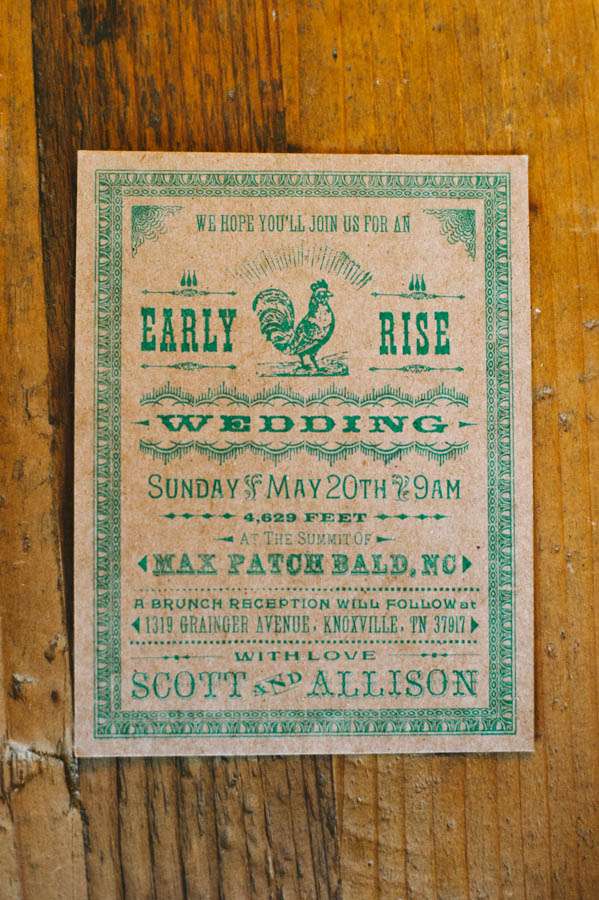 WE HOPE YOU'LL JOIN US FOR AN
EARLY RISE
WEDDING
SUNDAY MAY 20TH 9AM
4,629 FEET
AT THE SUMMIT OF
MAX PATCH BALD, NC
A BRUNCH RECEPTION WILL FOLLOW at
1319 GRAINGER AVENUE, KNOXVILLE, TN 37917
WITH LOVE
SCOTT AND ALLISON